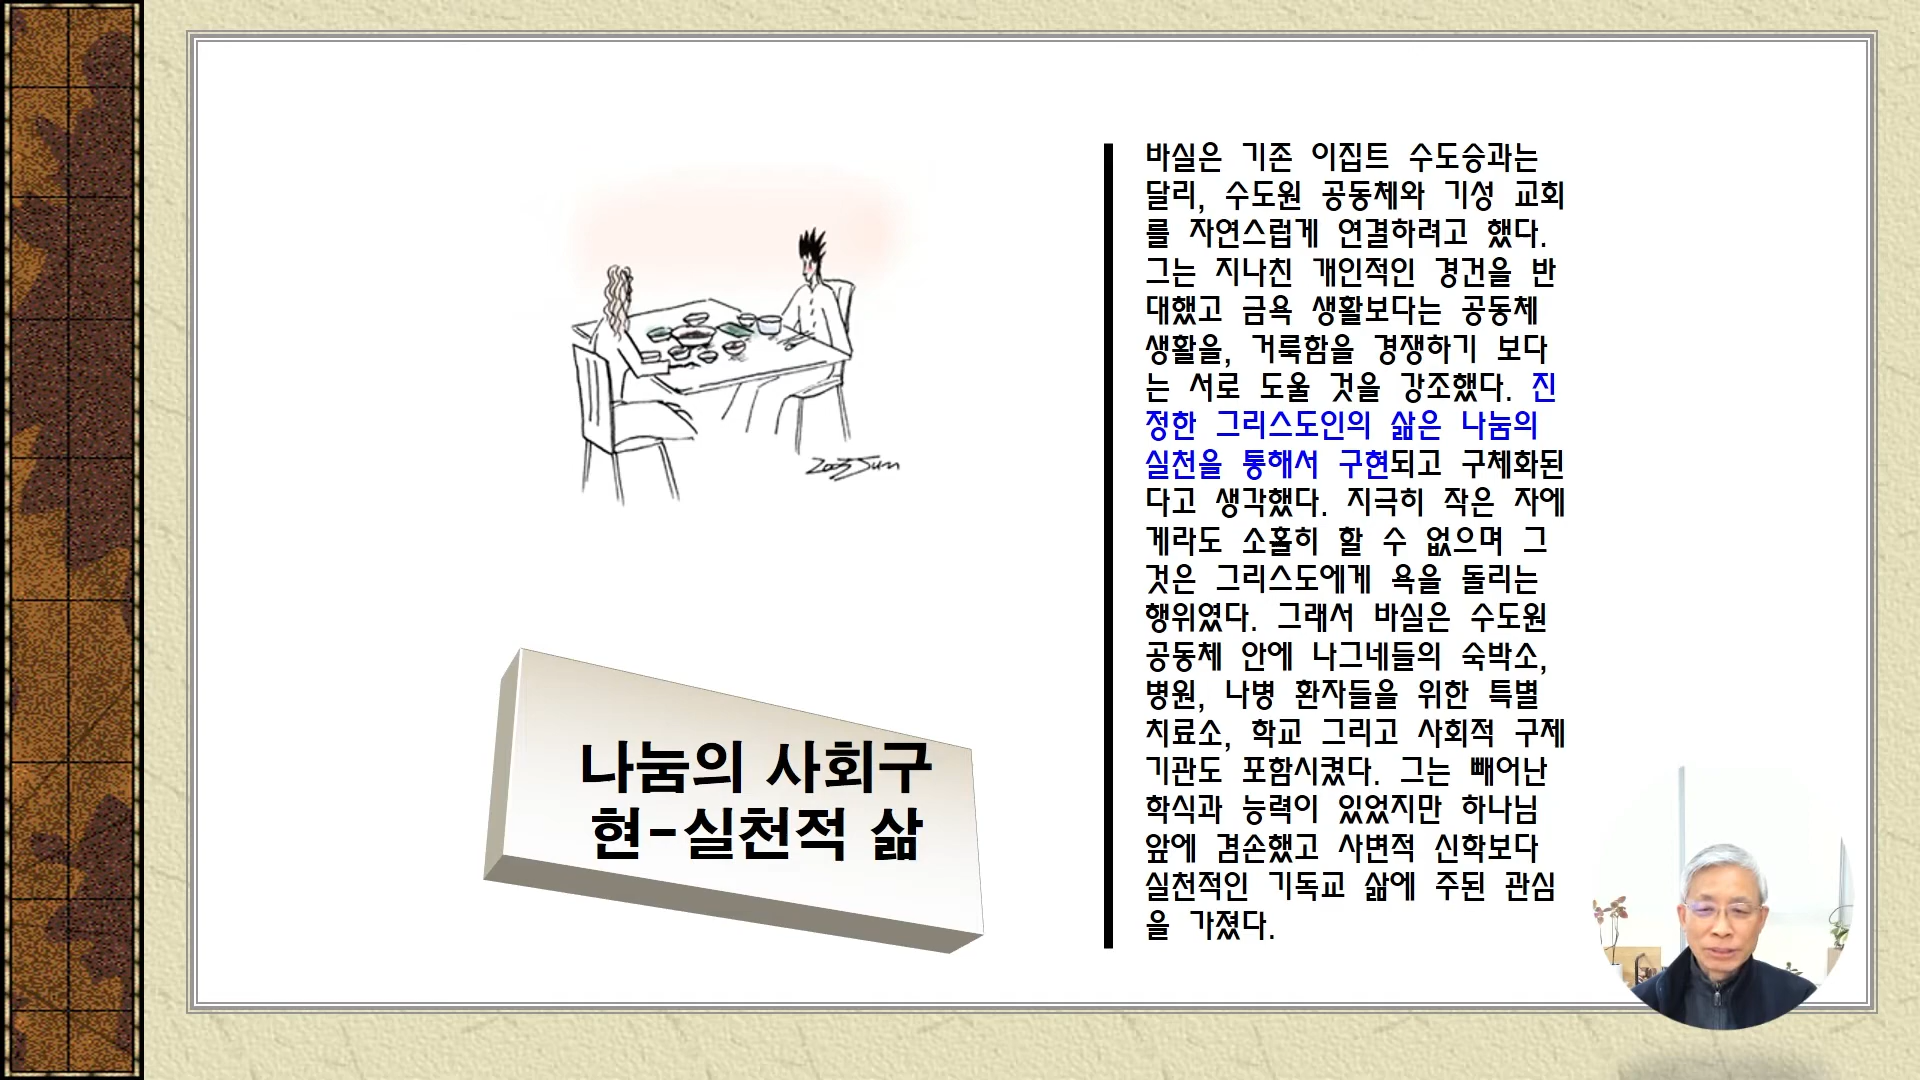 바실은 기존 이집트 수도승과는
달리, 수도원 공동체와 기성 교회
를 자연스럽게 연결하려고 했다.
그는 지나친 개인적인 경건을 반
대했고 금욕 생활보다는 공동체
생활을, 거룩함을 경쟁하기 보다
는 서로 도울 것을 강조했다. 진
정한 그리스도인의 삶은 나눔의
실천을 통해서 구현되고 구체화된
다고 생각했다. 지극히 작은 자에
게라도 소홀히 할 수 없으며 그
것은 그리스도에게 욕을 돌리는
행위였다. 그래서 바실은 수도원
공동체 안에 나그네들의 숙박소,
병원, 나병 환자들을 위한 특별
치료소, 학교 그리고 사회적 구제
기관도 포함시켰다. 그는 빼어난
학식과 능력이 있었지만 하나님
앞에 겸손했고 사변적 신학보다
실천적인 기독교 삶에 주된 관심
을 가졌다.
2005 Sun
나눔의 사회구
현-실천적 삶